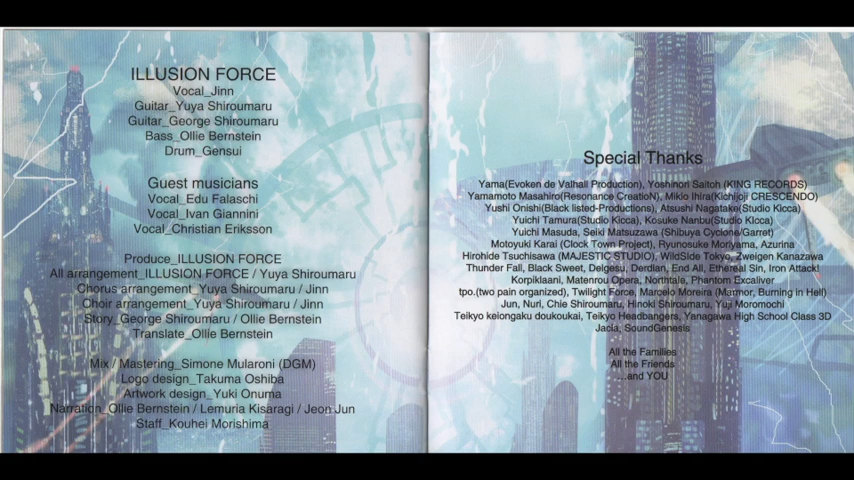 ILLUSION FORCE
Vocal_Jinn
Guitar_Yuya Shiroumaru
Guitar_George Shiroumaru
Bass_Ollie Bernstein
Drum_Gensui
Guest musicians
Vocal_Edu Falaschi
Vocal_Ivan Giannini
Vocal_Christian Eriksson
Produce_ILLUSION FORCE
All arrangement_ILLUSION FORCE / Yuya Shiroumaru
Chorus arrangement_Yuya Shiroumaru / Jinn
Choir arrangement_Yuya Shiroumaru / Jinn
Story_George Shiroumaru / Ollie Bernstein
Translate_Ollie Bernstein
Mix / Mastering_Simone Mularoni (DGM)
Logo design_Takuma Oshiba
Artwork design_Yuki Onuma
Narration_Ollie Bernstein / Lemuria Kisaragi / Jeon Jun
Staff_Kouhei Morishima
Special Thanks
Yama(Evoken de Valhall Production), Yoshinori Saitoh (KING RECORDS)
Yamamoto Masahiro(Resonance CreatioN), Mikio Ihira(Kichijoji CRESCENDO)
Yushi Onishi(Black listed-Productions), Atsushi Nagatake(Studio Kicca)
Yuichi Tamura(Studio Kicca), Kosuke Nanbu(Studio Kicca)
Yuichi Masuda, Seiki Matsuzawa (Shibuya Cyclone/Garret)
Motoyuki Karai (Clock Town Project), Ryunosuke Moriyama, Azurina
Hirohide Tsuchisawa (MAJESTIC STUDIO), WildSide Tokyo, Zweigen Kanazawa
Thunder Fall, Black Sweet, Delgesu, Derdian, End All, Ethereal Sin, Iron Attack!
Korpiklaani, Matenrou Opera, Northtale, Phantom Excaliver
tpo.(two pain organized), Twilight Force, Marcelo Moreira (Marmor, Burning in Hell)
Jun, Nuri, Chie Shiroumaru, Hinoki Shiroumaru, Yuji Moromochi
Teikyo keiongaku doukoukai, Teikyo Headbangers, Yanagawa High School Class 3D
Jacia, SoundGenesis
All the Families
All the Friends
...and YOU